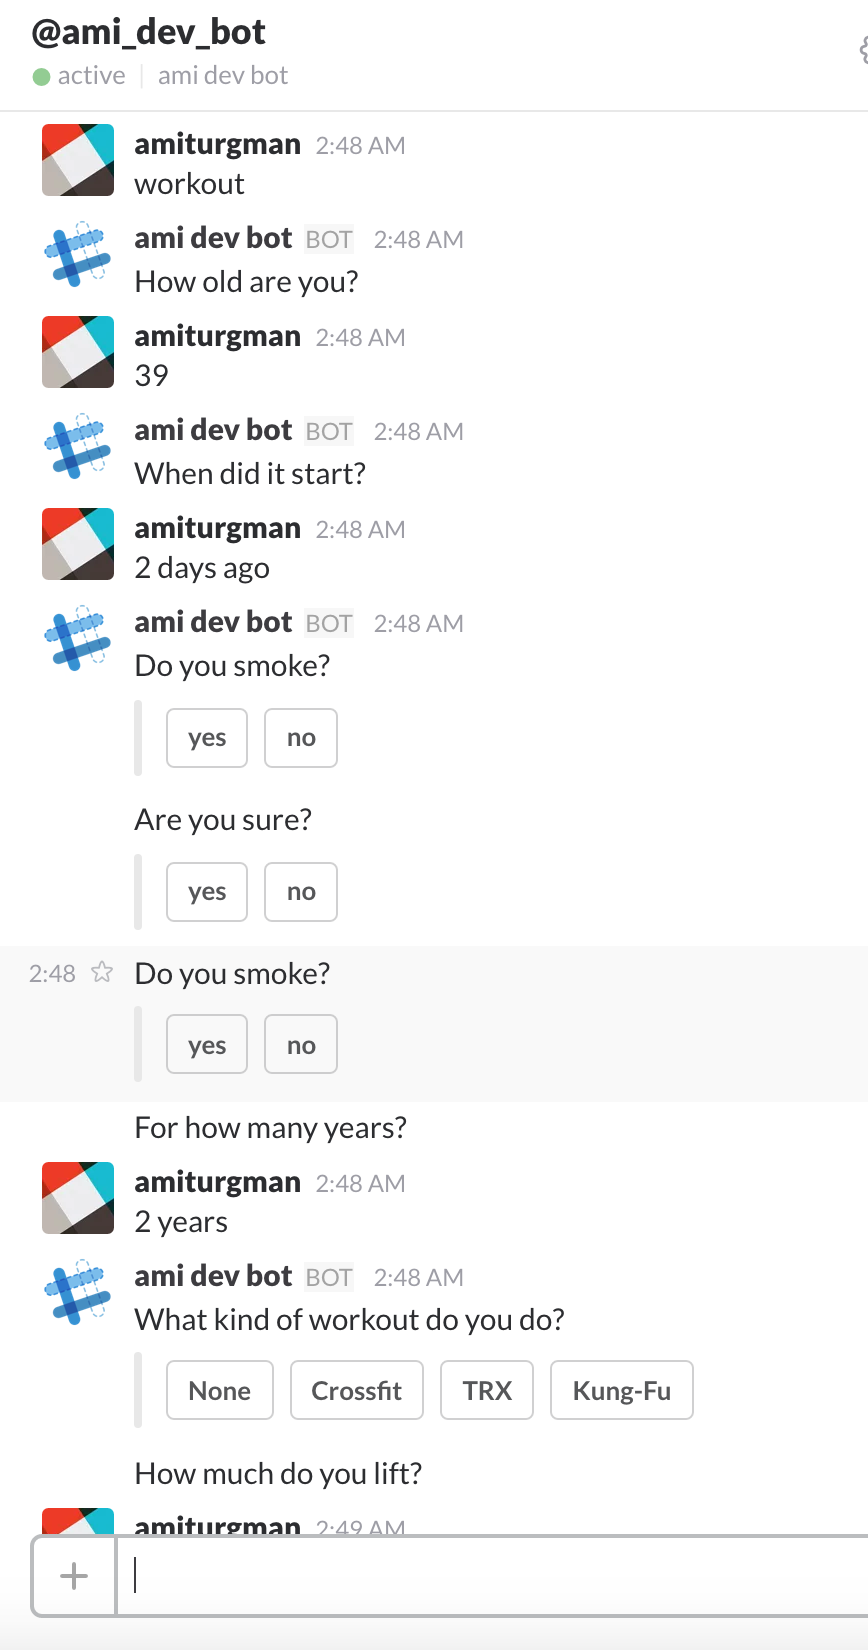 @ami_dev_bot
active | ami dev bot
amiturgman 2:48 AM
workout
ami dev bot BOT 2:48 AM
How old are you?
amiturgman 2:48 AM
39
ami dev bot BOT 2:48 AM
When did it start?
amiturgman 2:48 AM
2 days ago
ami dev bot BOT 2:48 AM
Do you smoke?
yes no
Are you sure?
yes no
2:48 Do you smoke?
yes no
For how many years?
amiturgman 2:48 AM
2 years
ami dev bot BOT 2:48 AM
What kind of workout do you do?
None Crossfit TRX Kung-Fu
How much do you lift?
amiturgman 2:49 AM